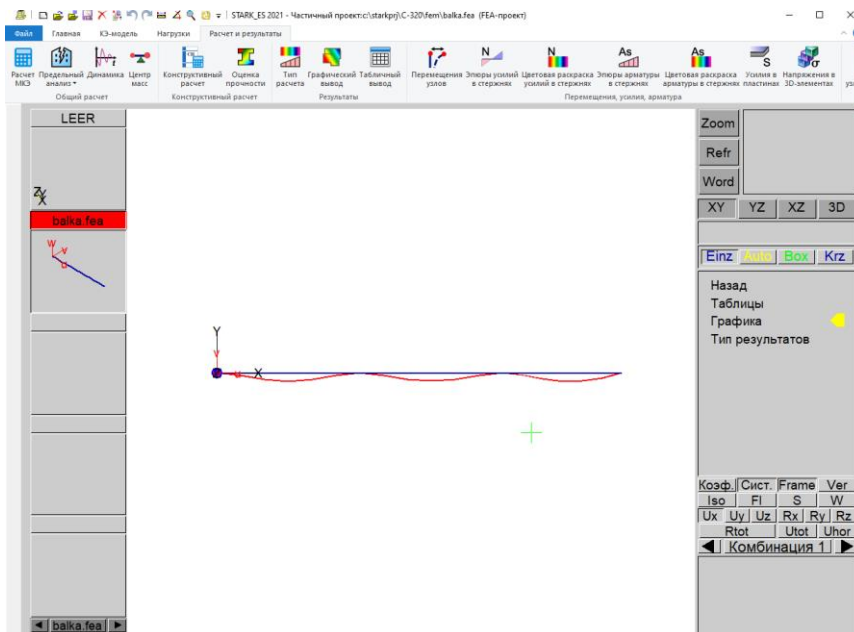 STARK_ES 2021 - Частичный проект:c:\starkprj\C-320\fem\balka.fea (FEA-проект)
Файл Главная КЭ-модель Нагрузки Расчет и результаты
Расчет МКЭ
Предельный анализ
Динамика
Центр масс
Конструктивный расчет
Оценка прочности
Тип расчета
Графический вывод
Табличный вывод
Перемещения узлов
N
Эпюры усилий в стержнях
N
Цветовая раскраска усилий в стержнях
As
Эпюры арматуры в стержнях
As
Цветовая раскраска арматуры в стержнях
S
Усилия в пластинах
σ
Напряжения в 3D-элементах
Общий расчет Конструктивный расчет Результаты Перемещения, усилия, арматура
LEER
Z Y
X
balka.fea
W v
u
Y
v
u X
Zoom
Refr
Word
XY YZ XZ 3D
Einz Auto Box Krz
Назад
Таблицы
Графика
Тип результатов
Коэф. Сист. Frame Ver
Iso Fl S W
Ux Uy Uz Rx Ry Rz
Rtot Utot Uhor
Комбинация 1
balka.fea